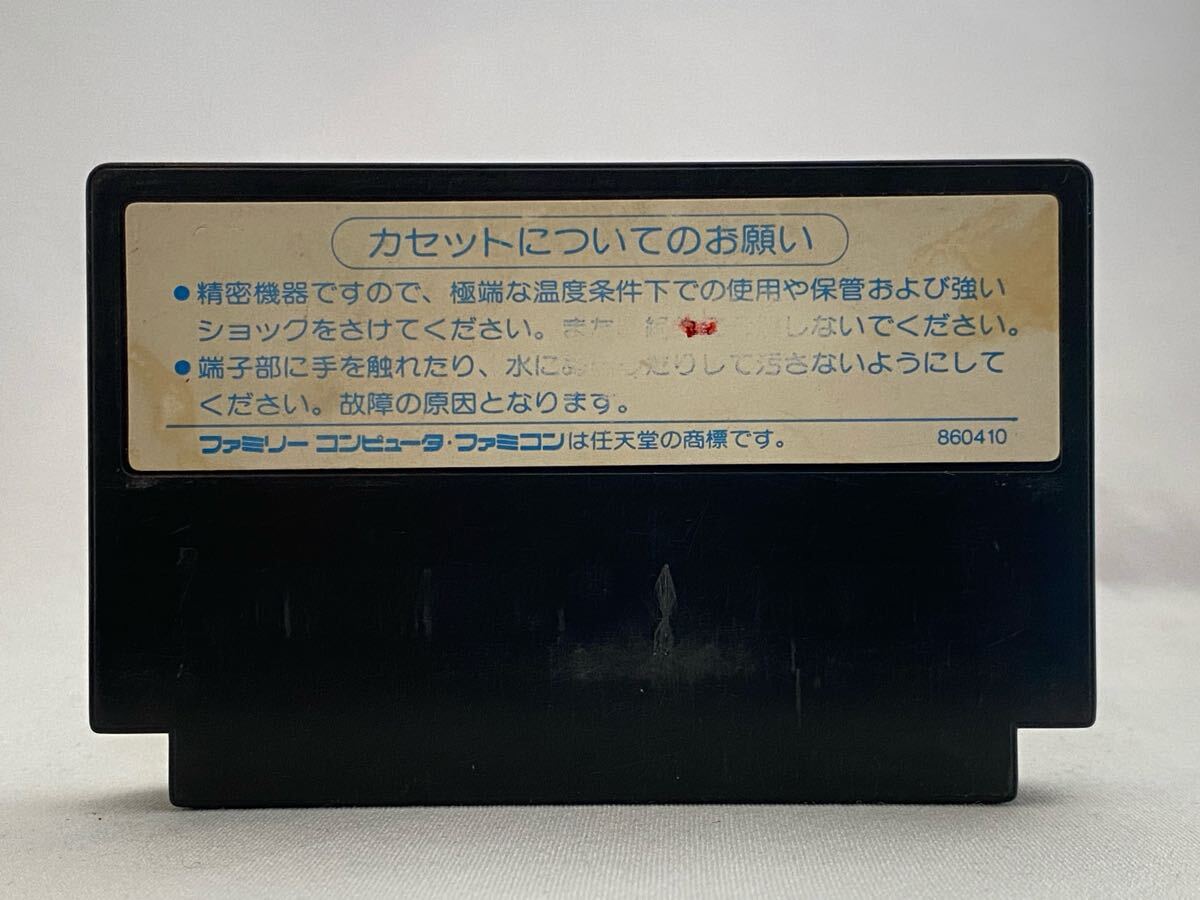 カセットについてのお願い
●精密機器ですので、極端な温度条件下での使用や保管および強い
ショックをさけてください。また しないでください。
●端子部に手を触れたり、水に たりして汚さないようにして
ください。故障の原因となります。
ファミリーコンピュータ・ファミコンは任天堂の商標です。
860410